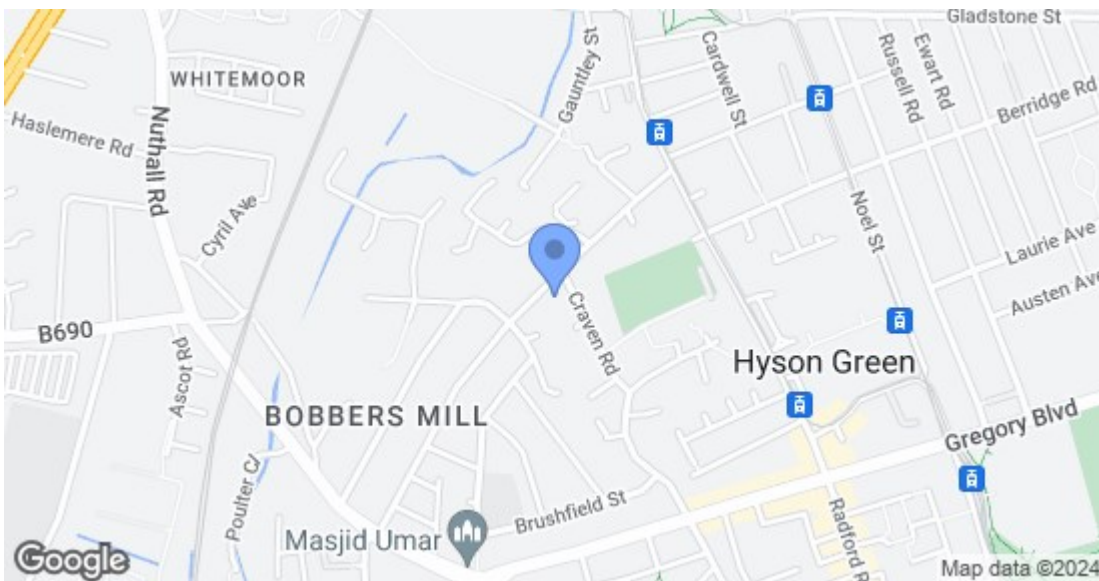 Gladstone St
WHITEMOOR
Gauntley St
Cardwell St
Russell Rd
Ewart Rd
Berridge Rd
Haslemere Rd
Nuthall Rd
Cyril Ave
Noel St
Laurie Ave
Austen Ave
B690
Ascot Rd
Craven Rd
Hyson Green
BOBBERS MILL
Gregory Blvd
Poulter Cl
Brushfield St
Masjid Umar
Radford R
Google
Map data ©2024